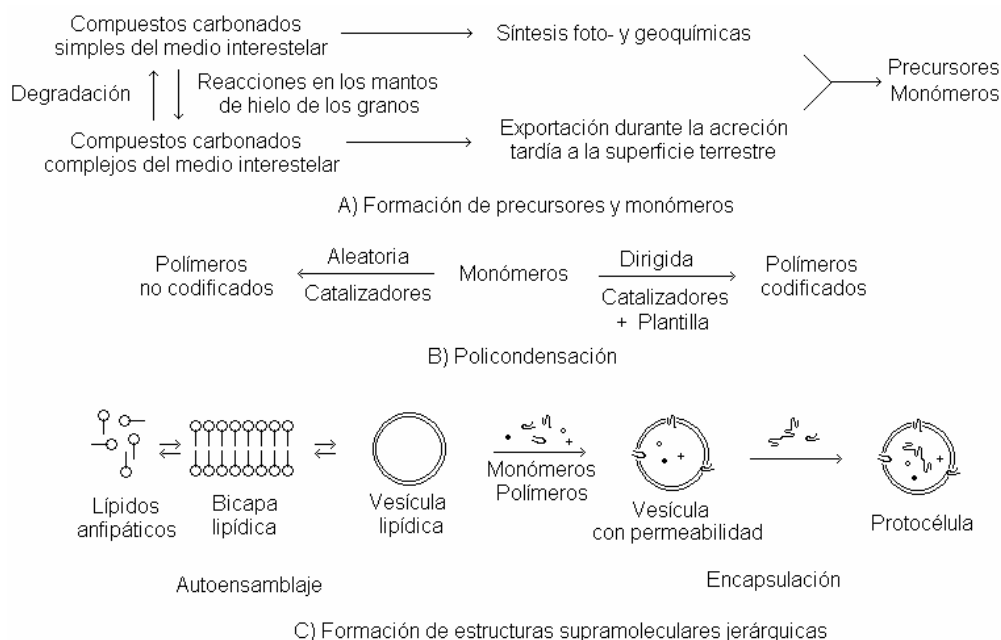 Compuestos carbonados
simples del medio interestelar
Síntesis foto- y geoquímicas
Precursores
Monómeros
Degradación
Reacciones en los mantos
de hielo de los granos
Compuestos carbonados
complejos del medio interestelar
Exportación durante la acreción
tardía a la superficie terrestre
A) Formación de precursores y monómeros
Polímeros
no codificados
Aleatoria
Catalizadores
Monómeros
Dirigida
Catalizadores
+ Plantilla
Polímeros
codificados
B) Policondensación
Lípidos
anfipáticos
Bicapa
lipídica
Vesícula
lipídica
Monómeros
Polímeros
Vesícula
con permeabilidad
Protocélula
Autoensamblaje
Encapsulación
C) Formación de estructuras supramoleculares jerárquicas